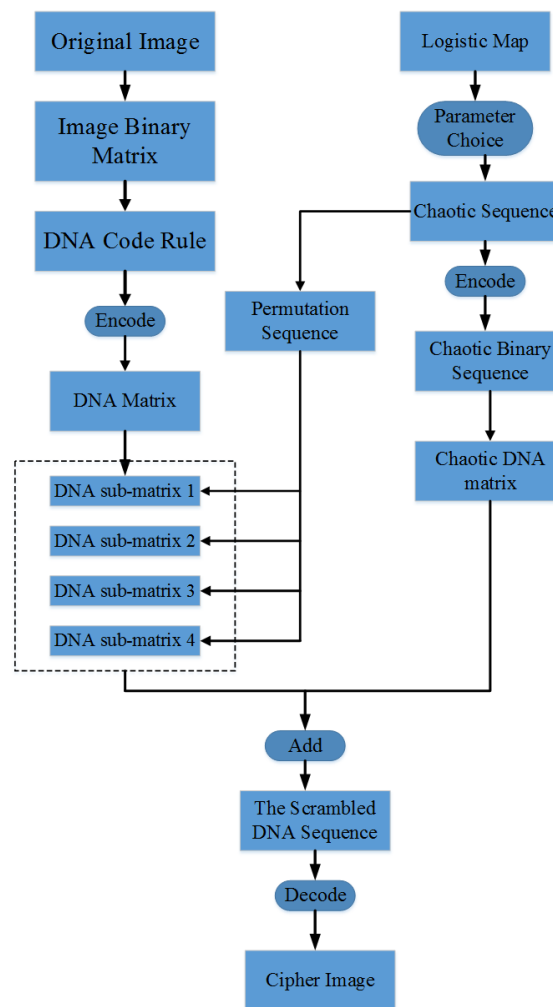 Original Image
Image Binary
Matrix
DNA Code Rule
Encode
DNA Matrix
DNA sub-matrix 1
DNA sub-matrix 2
DNA sub-matrix 3
DNA sub-matrix 4
Permutation
Sequence
Logistic Map
Parameter
Choice
Chaotic Sequence
Encode
Chaotic Binary
Sequence
Chaotic DNA
matrix
Add
The Scrambled
DNA Sequence
Decode
Cipher Image